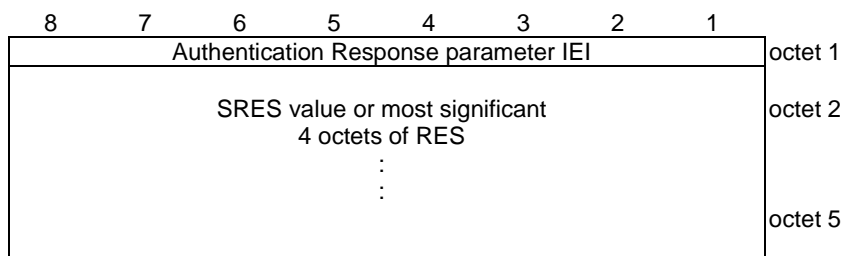 8 7 6 5 4 3 2 1
Authentication Response parameter IEI octet 1
SRES value or most significant octet 2
4 octets of RES
:
:
octet 5